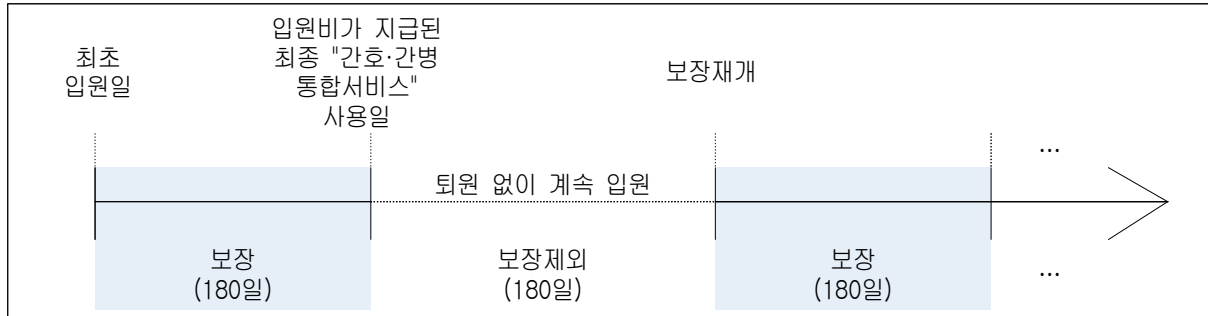 최초
입원일
입원비가 지급된
최종 "간호·간병
통합서비스"
사용일
보장재개
...
퇴원 없이 계속 입원
보장
(180일)
보장제외
(180일)
보장
(180일)
...